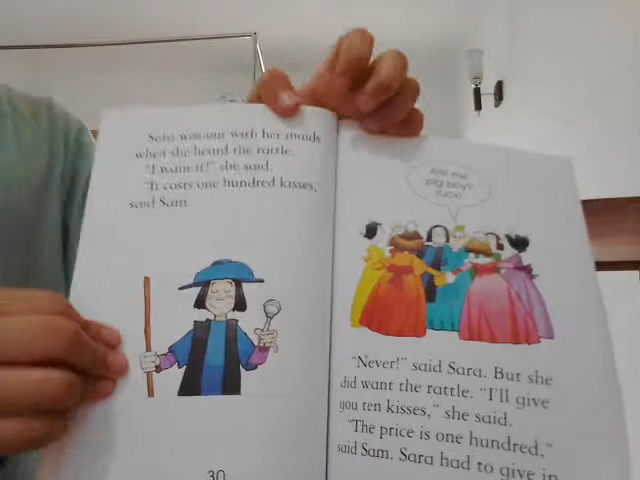 Sara was out with her maids
when she heard the rattle.
"I want it!" she said.
"It costs one hundred kisses,"
said Sam.
30
Kiss me
pig boy?
Yuck!
"Never!" said Sara. But she
did want the rattle. "I'll give
you ten kisses," she said.
"The price is one hundred,"
said Sam. Sara had to give in